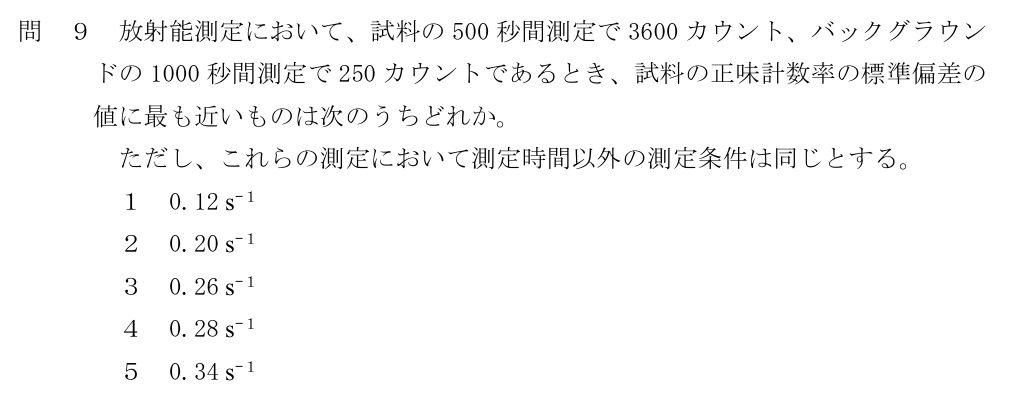 問　９　放射能測定において、試料の 500 秒間測定で 3600 カウント、バックグラウン
ドの 1000 秒間測定で 250 カウントであるとき、試料の正味計数率の標準偏差の
値に最も近いものは次のうちどれか。
ただし、これらの測定において測定時間以外の測定条件は同じとする。
１　0.12 s⁻¹
２　0.20 s⁻¹
３　0.26 s⁻¹
４　0.28 s⁻¹
５　0.34 s⁻¹